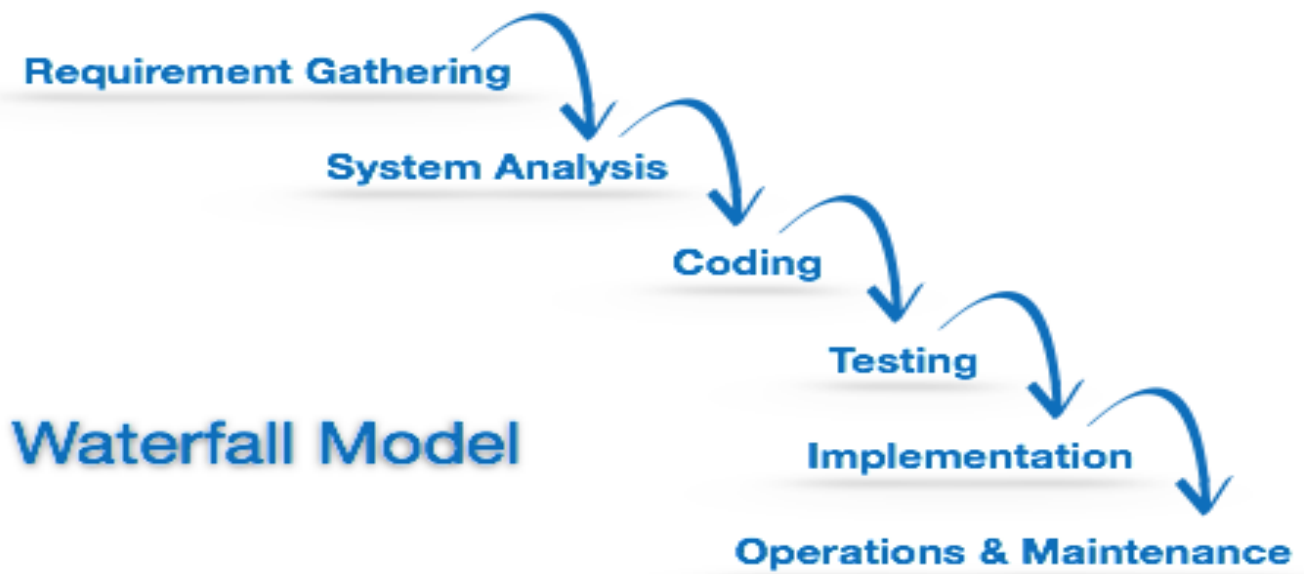 Requirement Gathering
System Analysis
Coding
Testing
Waterfall Model
Implementation
Operations & Maintenance